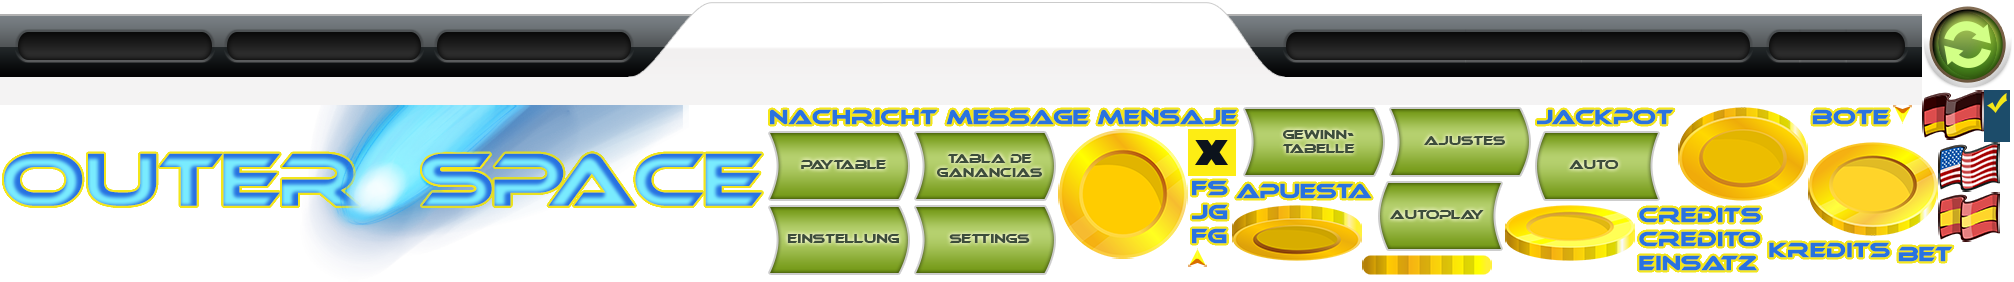 OUTER SPACE
NACHRICHT MESSAGE MENSAJE
PAYTABLE
TABLA DE
GANANCIAS
EINSTELLUNG
SETTINGS
X
FS
JG
FG
GEWINN-
TABELLE
AJUSTES
APUESTA
AUTOPLAY
JACKPOT
AUTO
CREDITS
CREDITO
EINSATZ
BOTE
KREDITS
BET